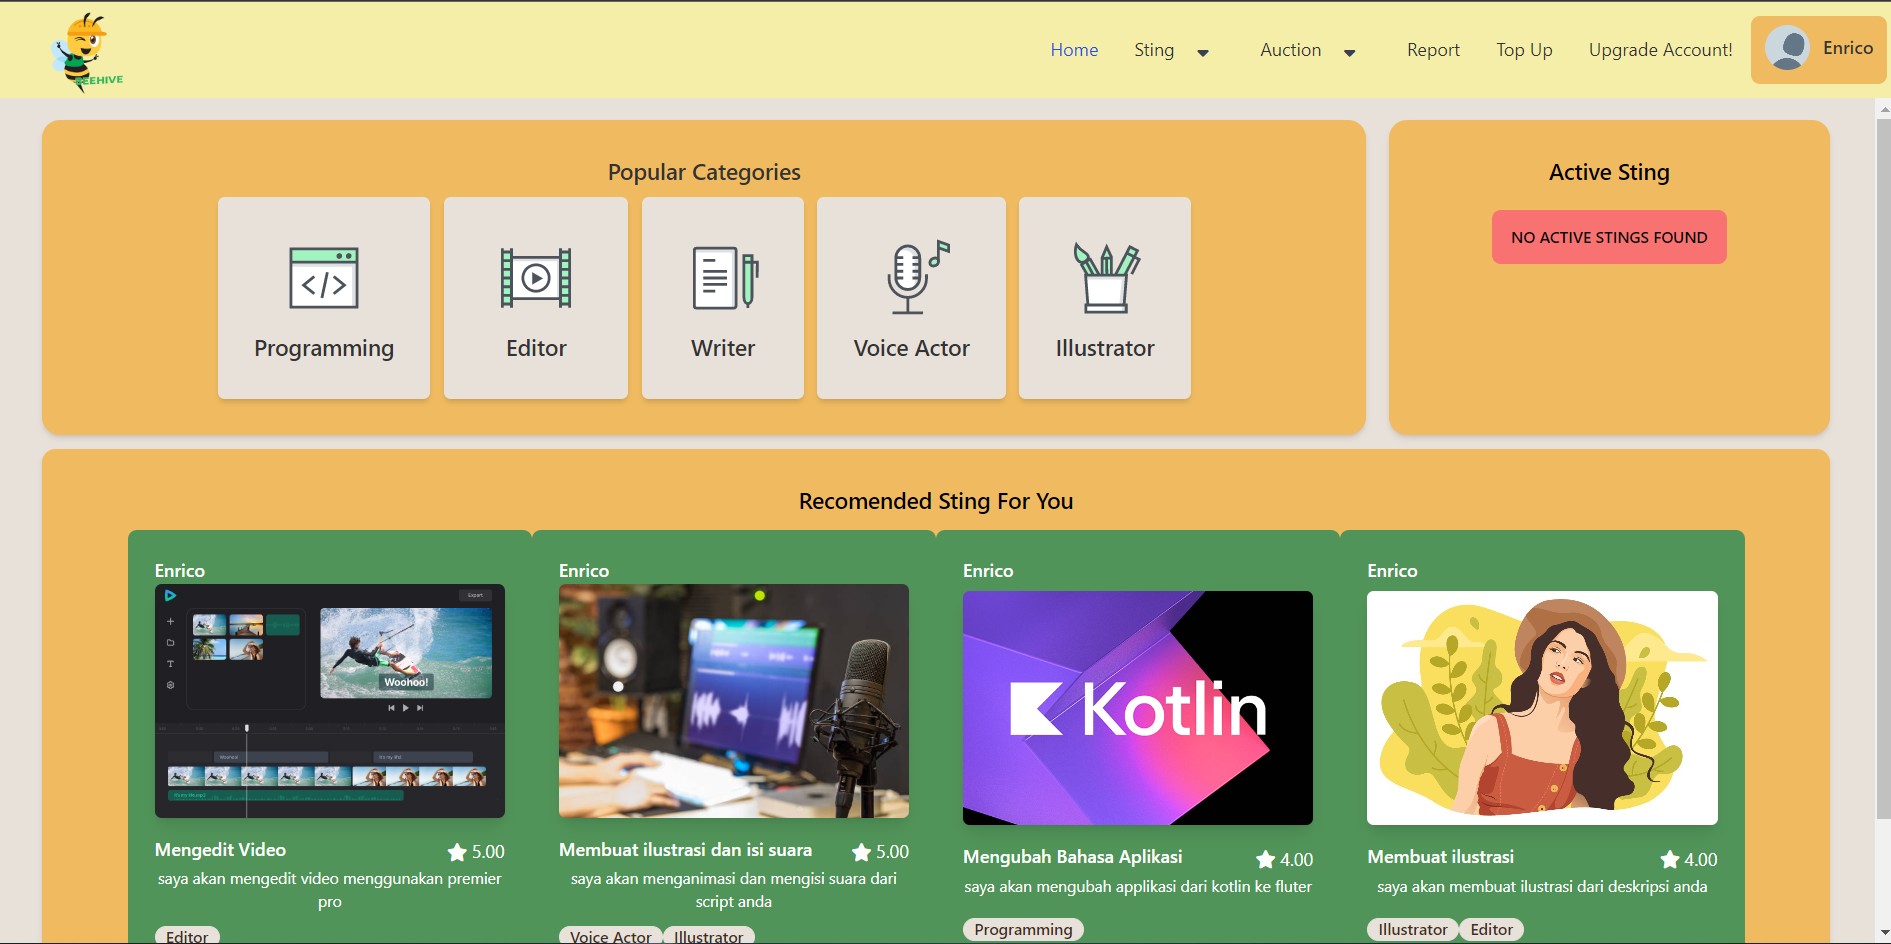 BEEHIVE
Home
Sting
Auction
Report
Top Up
Upgrade Account!
Enrico
Popular Categories
Programming
Editor
Writer
Voice Actor
Illustrator
Active Sting
NO ACTIVE STINGS FOUND
Recomended Sting For You
Enrico
Export
Woohoo!
Mengedit Video
5.00
saya akan mengedit video menggunakan premier
pro
Editor
Enrico
Membuat ilustrasi dan isi suara
5.00
saya akan menganimasi dan mengisi suara dari
script anda
Voice Actor
Illustrator
Enrico
Kotlin
Mengubah Bahasa Aplikasi
4.00
saya akan mengubah applikasi dari kotlin ke fluter
Programming
Enrico
Membuat ilustrasi
4.00
saya akan membuat ilustrasi dari deskripsi anda
Illustrator
Editor